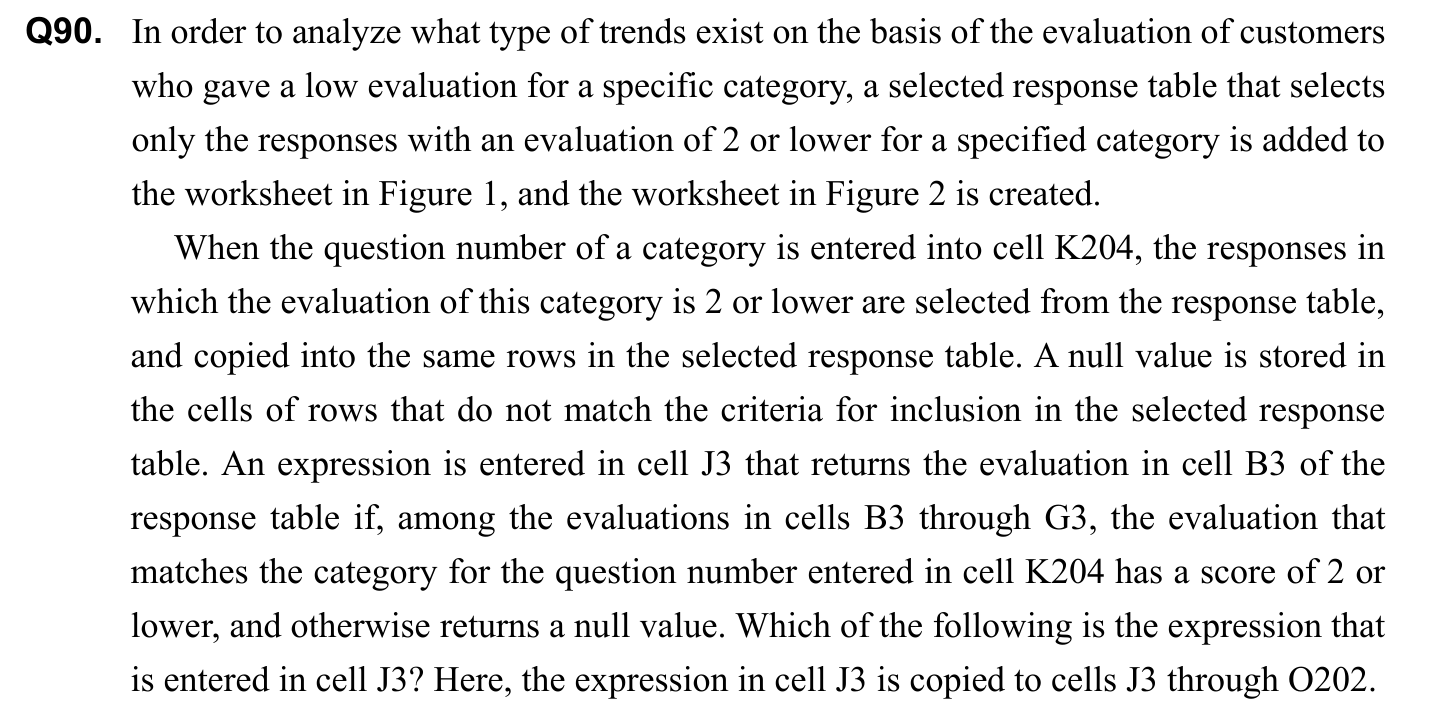 Q90. In order to analyze what type of trends exist on the basis of the evaluation of customers
who gave a low evaluation for a specific category, a selected response table that selects
only the responses with an evaluation of 2 or lower for a specified category is added to
the worksheet in Figure 1, and the worksheet in Figure 2 is created.
When the question number of a category is entered into cell K204, the responses in
which the evaluation of this category is 2 or lower are selected from the response table,
and copied into the same rows in the selected response table. A null value is stored in
the cells of rows that do not match the criteria for inclusion in the selected response
table. An expression is entered in cell J3 that returns the evaluation in cell B3 of the
response table if, among the evaluations in cells B3 through G3, the evaluation that
matches the category for the question number entered in cell K204 has a score of 2 or
lower, and otherwise returns a null value. Which of the following is the expression that
is entered in cell J3? Here, the expression in cell J3 is copied to cells J3 through O202.